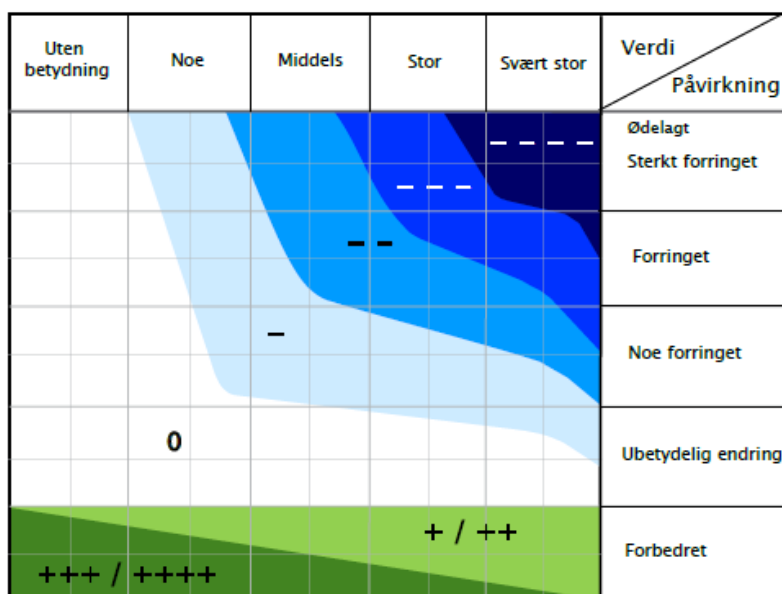 Uten
betydning
Noe
Middels
Stor
Svært stor
Verdi
Påvirkning
Ødelagt
Sterkt forringet
– – – –
– – –
Forringet
– –
Noe forringet
–
Ubetydelig endring
0
Forbedret
+ / ++
+++ / ++++